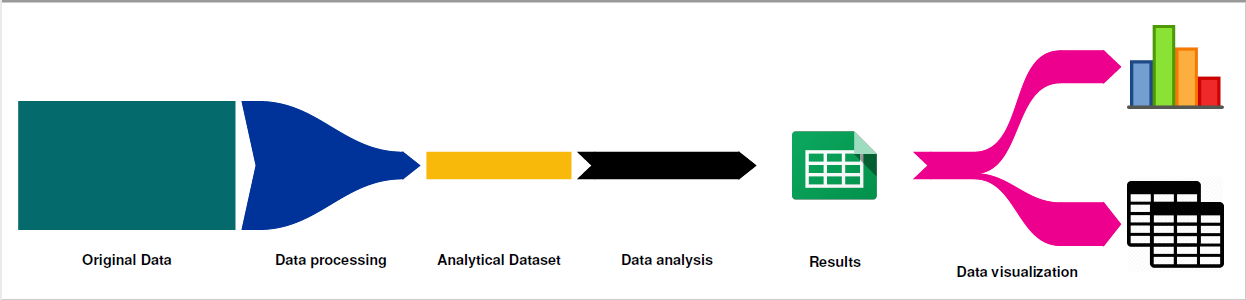 Original Data
Data processing
Analytical Dataset
Data analysis
Results
Data visualization